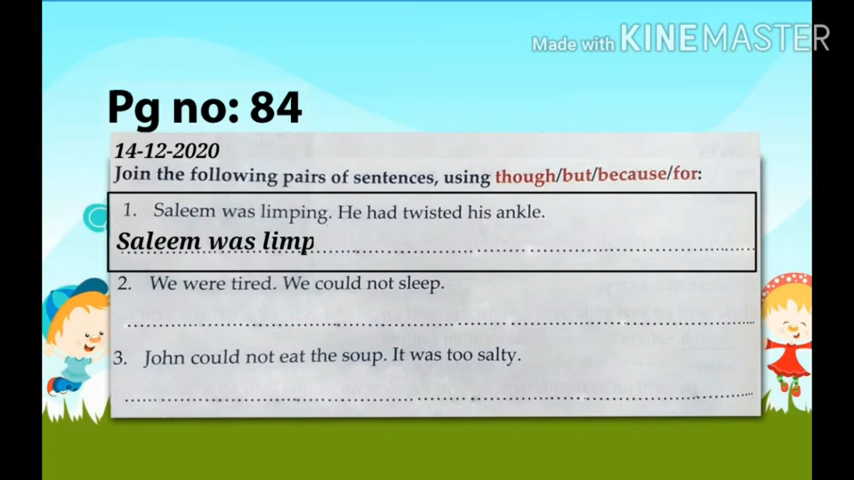 Made with KINEMASTER
Pg no: 84
14-12-2020
Join the following pairs of sentences, using though/but/because/for:
1. Saleem was limping. He had twisted his ankle.
Saleem was limp
2. We were tired. We could not sleep.
3. John could not eat the soup. It was too salty.